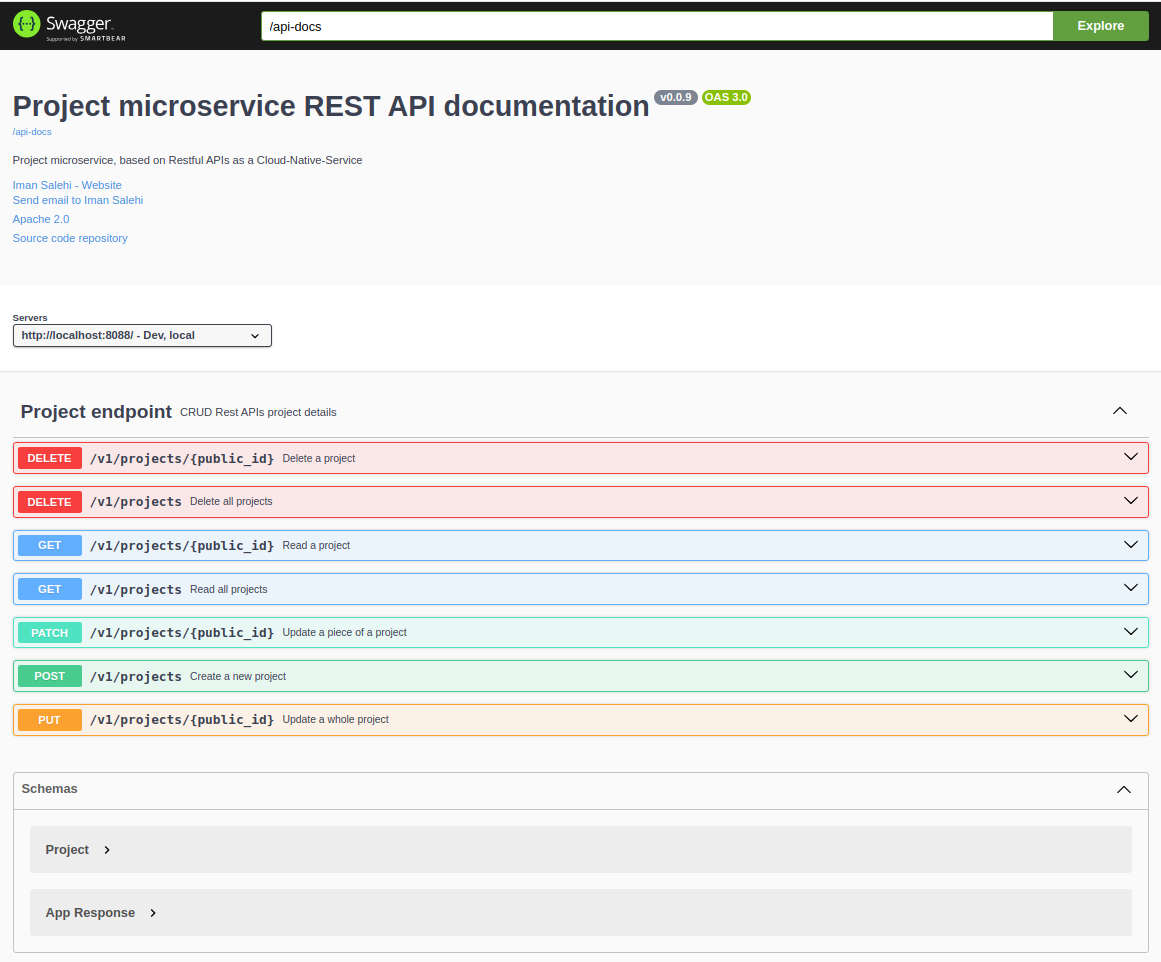 Swagger.
Supported by SMARTBEAR
/api-docs
Explore
Project microservice REST API documentation v0.0.9 OAS 3.0
/api-docs
Project microservice, based on Restful APIs as a Cloud-Native-Service
Iman Salehi - Website
Send email to Iman Salehi
Apache 2.0
Source code repository
Servers
http://localhost:8088/ - Dev, local
Project endpoint CRUD Rest APIs project details
DELETE /v1/projects/{public_id} Delete a project
DELETE /v1/projects Delete all projects
GET /v1/projects/{public_id} Read a project
GET /v1/projects Read all projects
PATCH /v1/projects/{public_id} Update a piece of a project
POST /v1/projects Create a new project
PUT /v1/projects/{public_id} Update a whole project
Schemas
Project
App Response